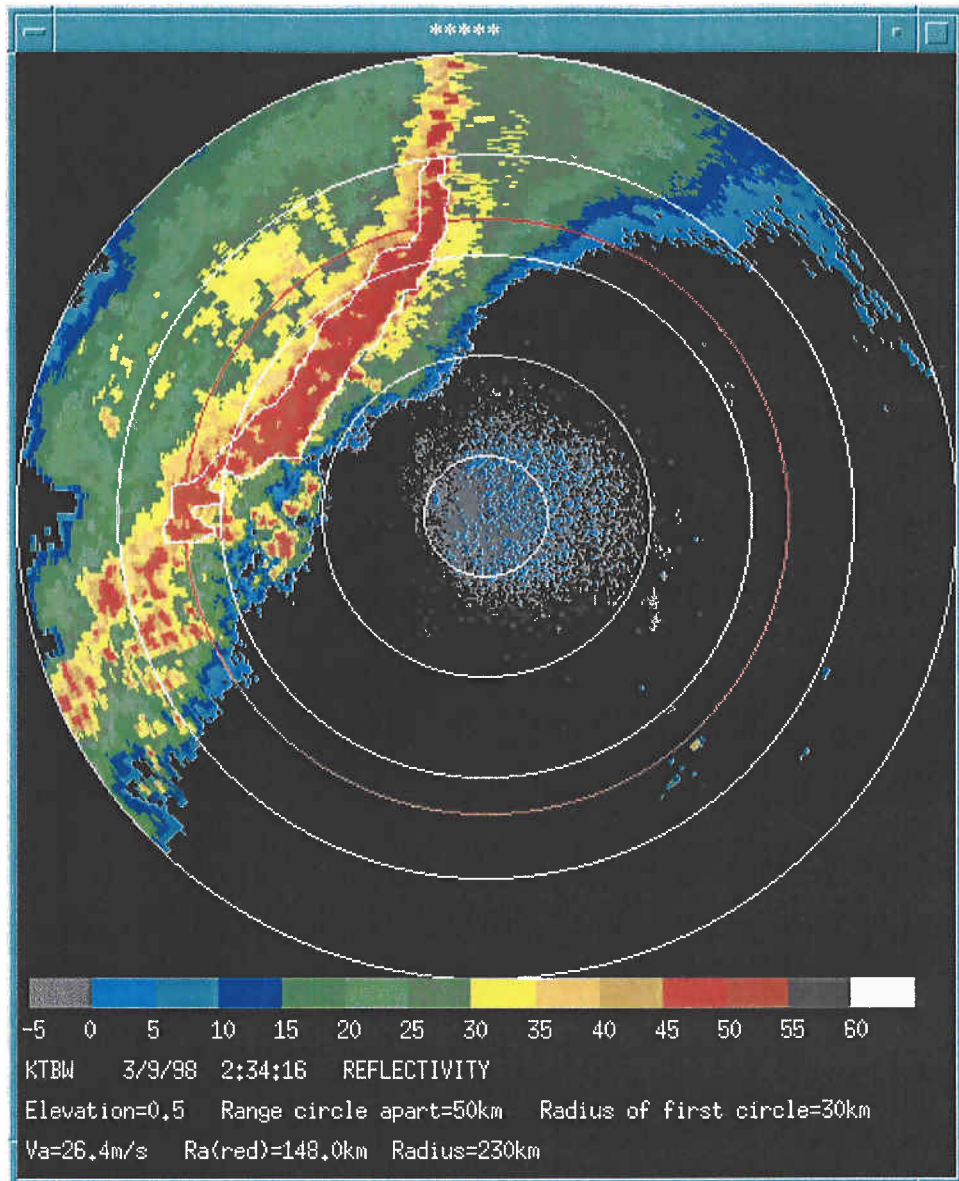 *****
-5 0 5 10 15 20 25 30 35 40 45 50 55 60
KTBW 3/9/98 2:34:16 REFLECTIVITY
Elevation=0.5 Range circle apart=50km Radius of first circle=30km
Va=26.4m/s Ra(red)=148.0km Radius=230km